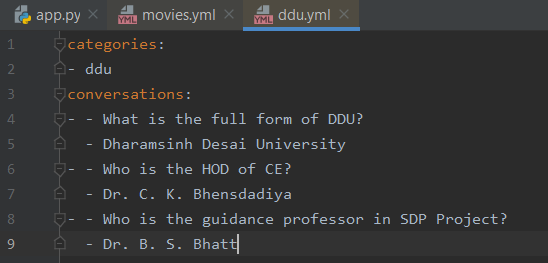 app.py × movies.yml × ddu.yml ×
1 categories:
2 - ddu
3 conversations:
4 - - What is the full form of DDU?
5 - Dharamsinh Desai University
6 - - Who is the HOD of CE?
7 - Dr. C. K. Bhensdadiya
8 - - Who is the guidance professor in SDP Project?
9 - Dr. B. S. Bhatt